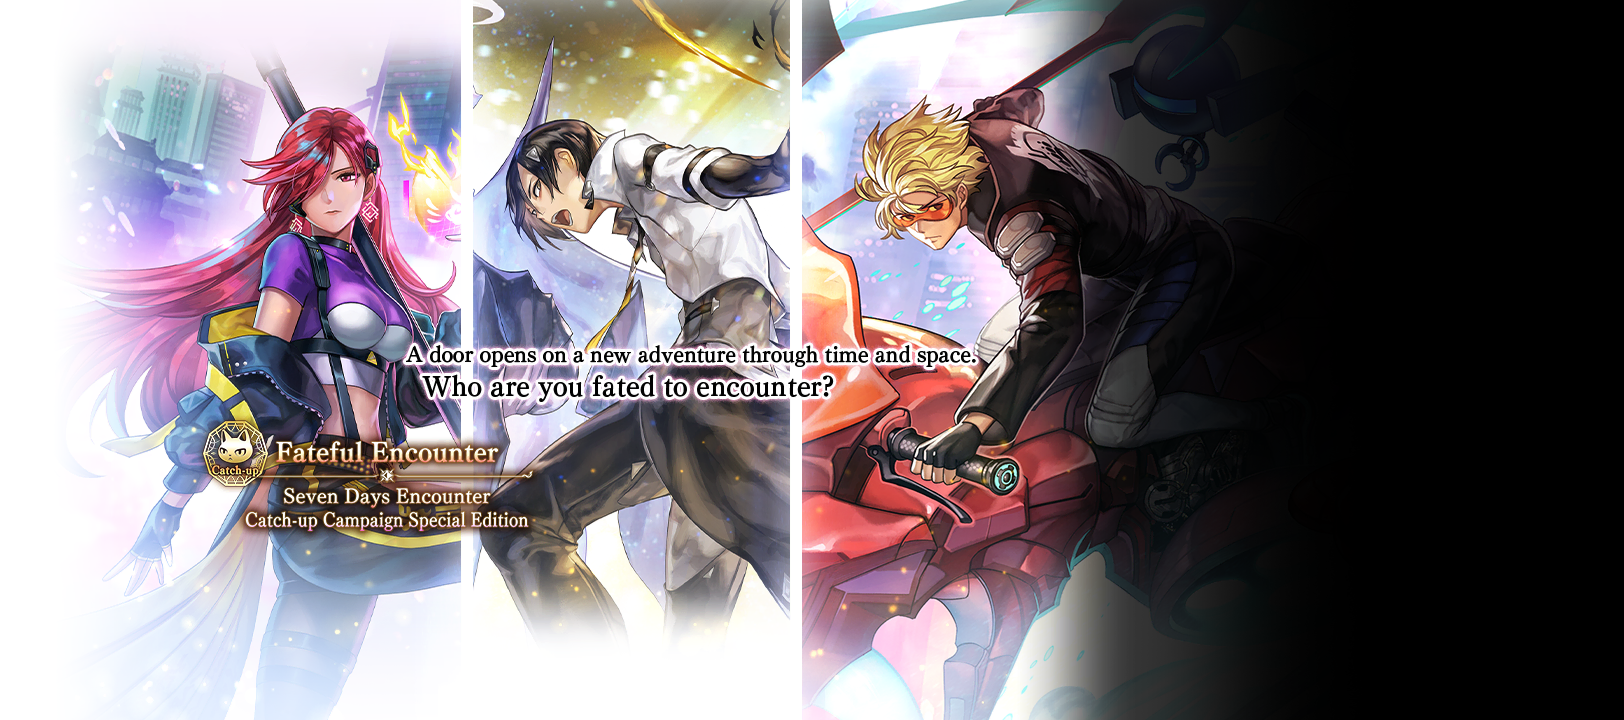 A door opens on a new adventure through time and space.
Who are you fated to encounter?
Catch-up
Fateful Encounter
Seven Days Encounter
Catch-up Campaign Special Edition